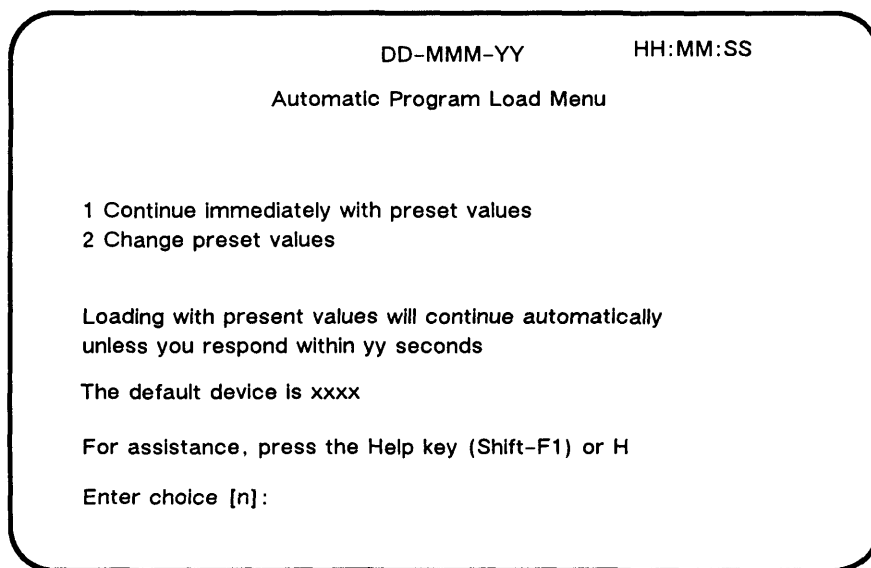 DD-MMM-YY HH:MM:SS
Automatic Program Load Menu
1 Continue immediately with preset values
2 Change preset values
Loading with present values will continue automatically
unless you respond within yy seconds
The default device is xxxx
For assistance, press the Help key (Shift-F1) or H
Enter choice [n]: